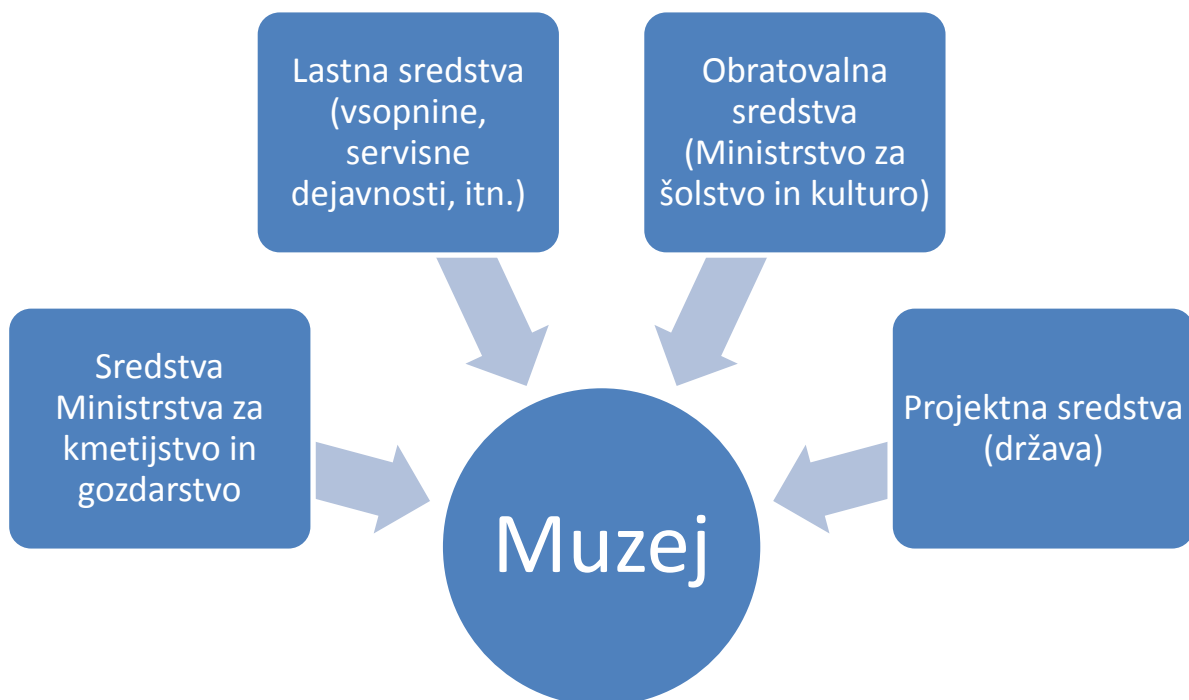 Lastna sredstva
(vsopnine,
servisne
dejavnosti, itn.)
Obratovalna
sredstva
(Ministrstvo za
šolstvo in kulturo)
Sredstva
Ministrstva za
kmetijstvo in
gozdarstvo
Projektna sredstva
(država)
Muzej